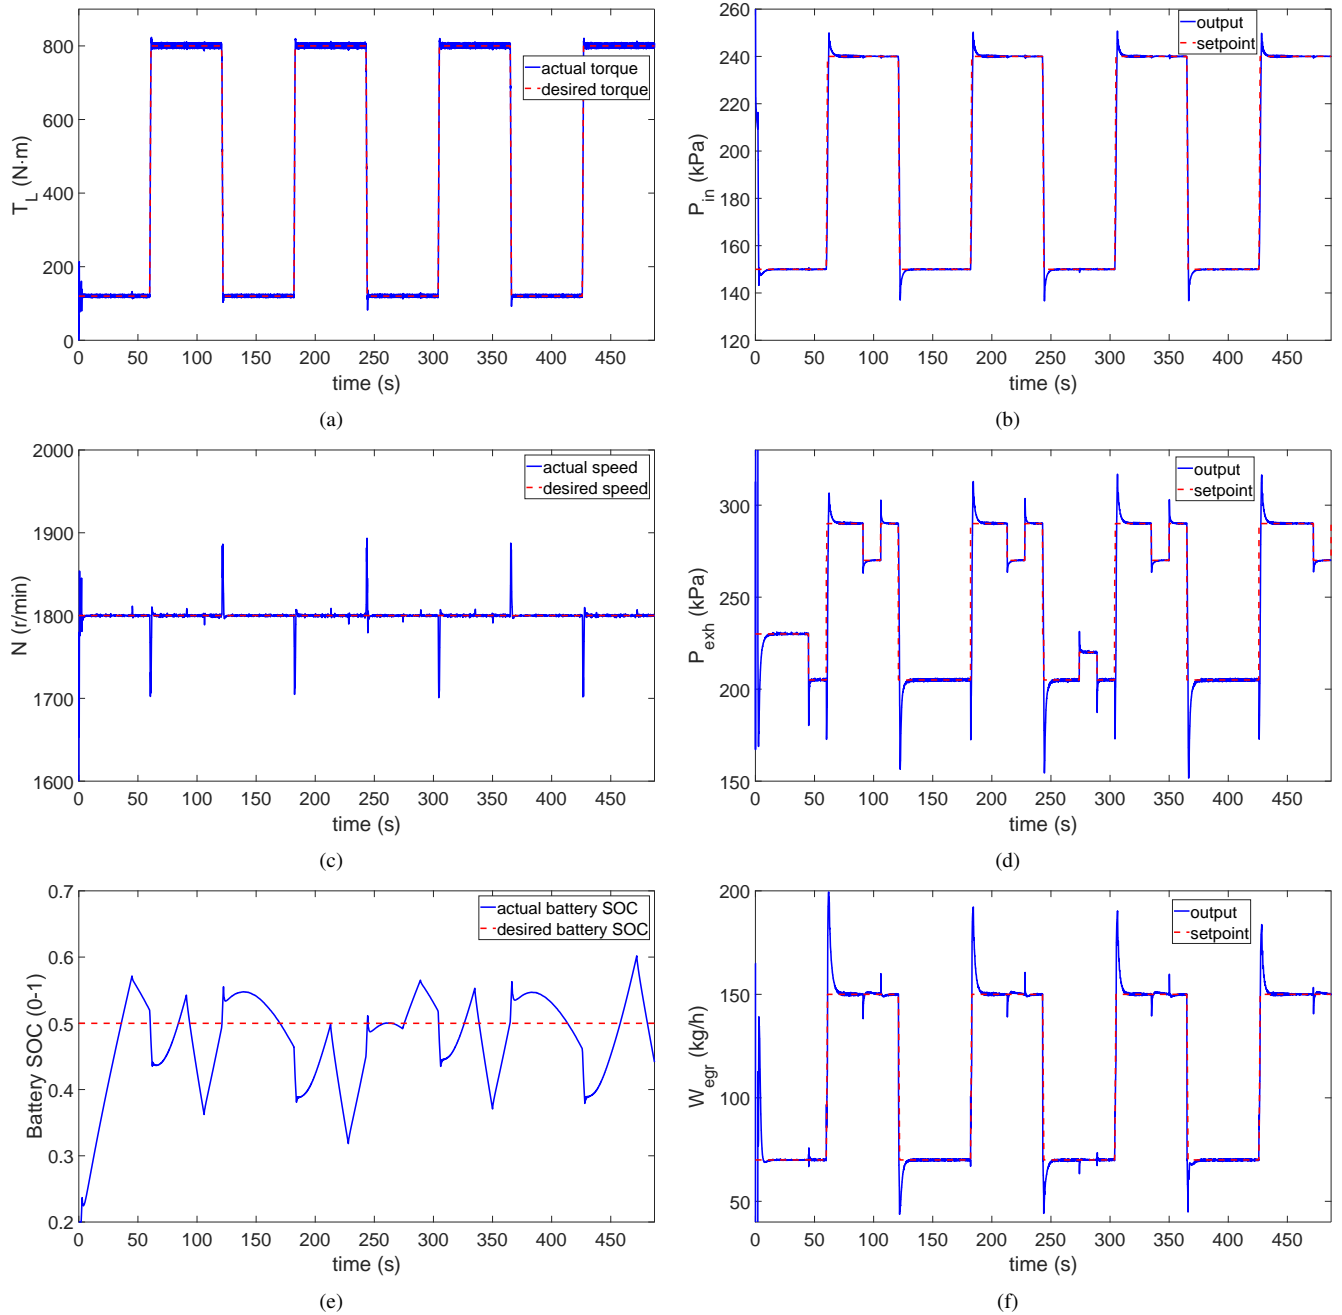 800
600
400
200
0
T_L (N·m)
actual torque
desired torque
0 50 100 150 200 250 300 350 400 450
time (s)
(a)
260
240
220
200
180
160
140
120
P_in (kPa)
output
setpoint
0 50 100 150 200 250 300 350 400 450
time (s)
(b)
2000
1900
1800
1700
1600
N (r/min)
actual speed
desired speed
0 50 100 150 200 250 300 350 400 450
time (s)
(c)
300
250
200
150
P_exh (kPa)
output
setpoint
0 50 100 150 200 250 300 350 400 450
time (s)
(d)
0.7
0.6
0.5
0.4
0.3
0.2
Battery SOC (0-1)
actual battery SOC
desired battery SOC
0 50 100 150 200 250 300 350 400 450
time (s)
(e)
200
150
100
50
W_egr (kg/h)
output
setpoint
0 50 100 150 200 250 300 350 400 450
time (s)
(f)